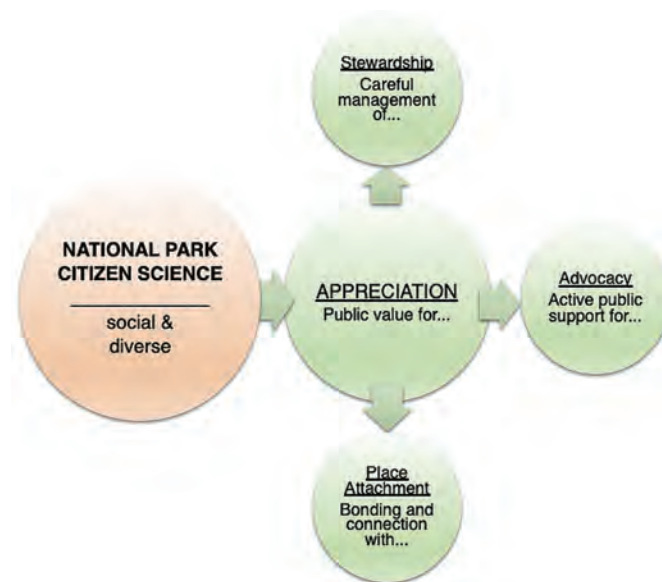 Stewardship
Careful
management
of...
NATIONAL PARK
CITIZEN SCIENCE
social &
diverse
APPRECIATION
Public value for...
Advocacy
Active public
support for...
Place
Attachment
Bonding and
connection
with...